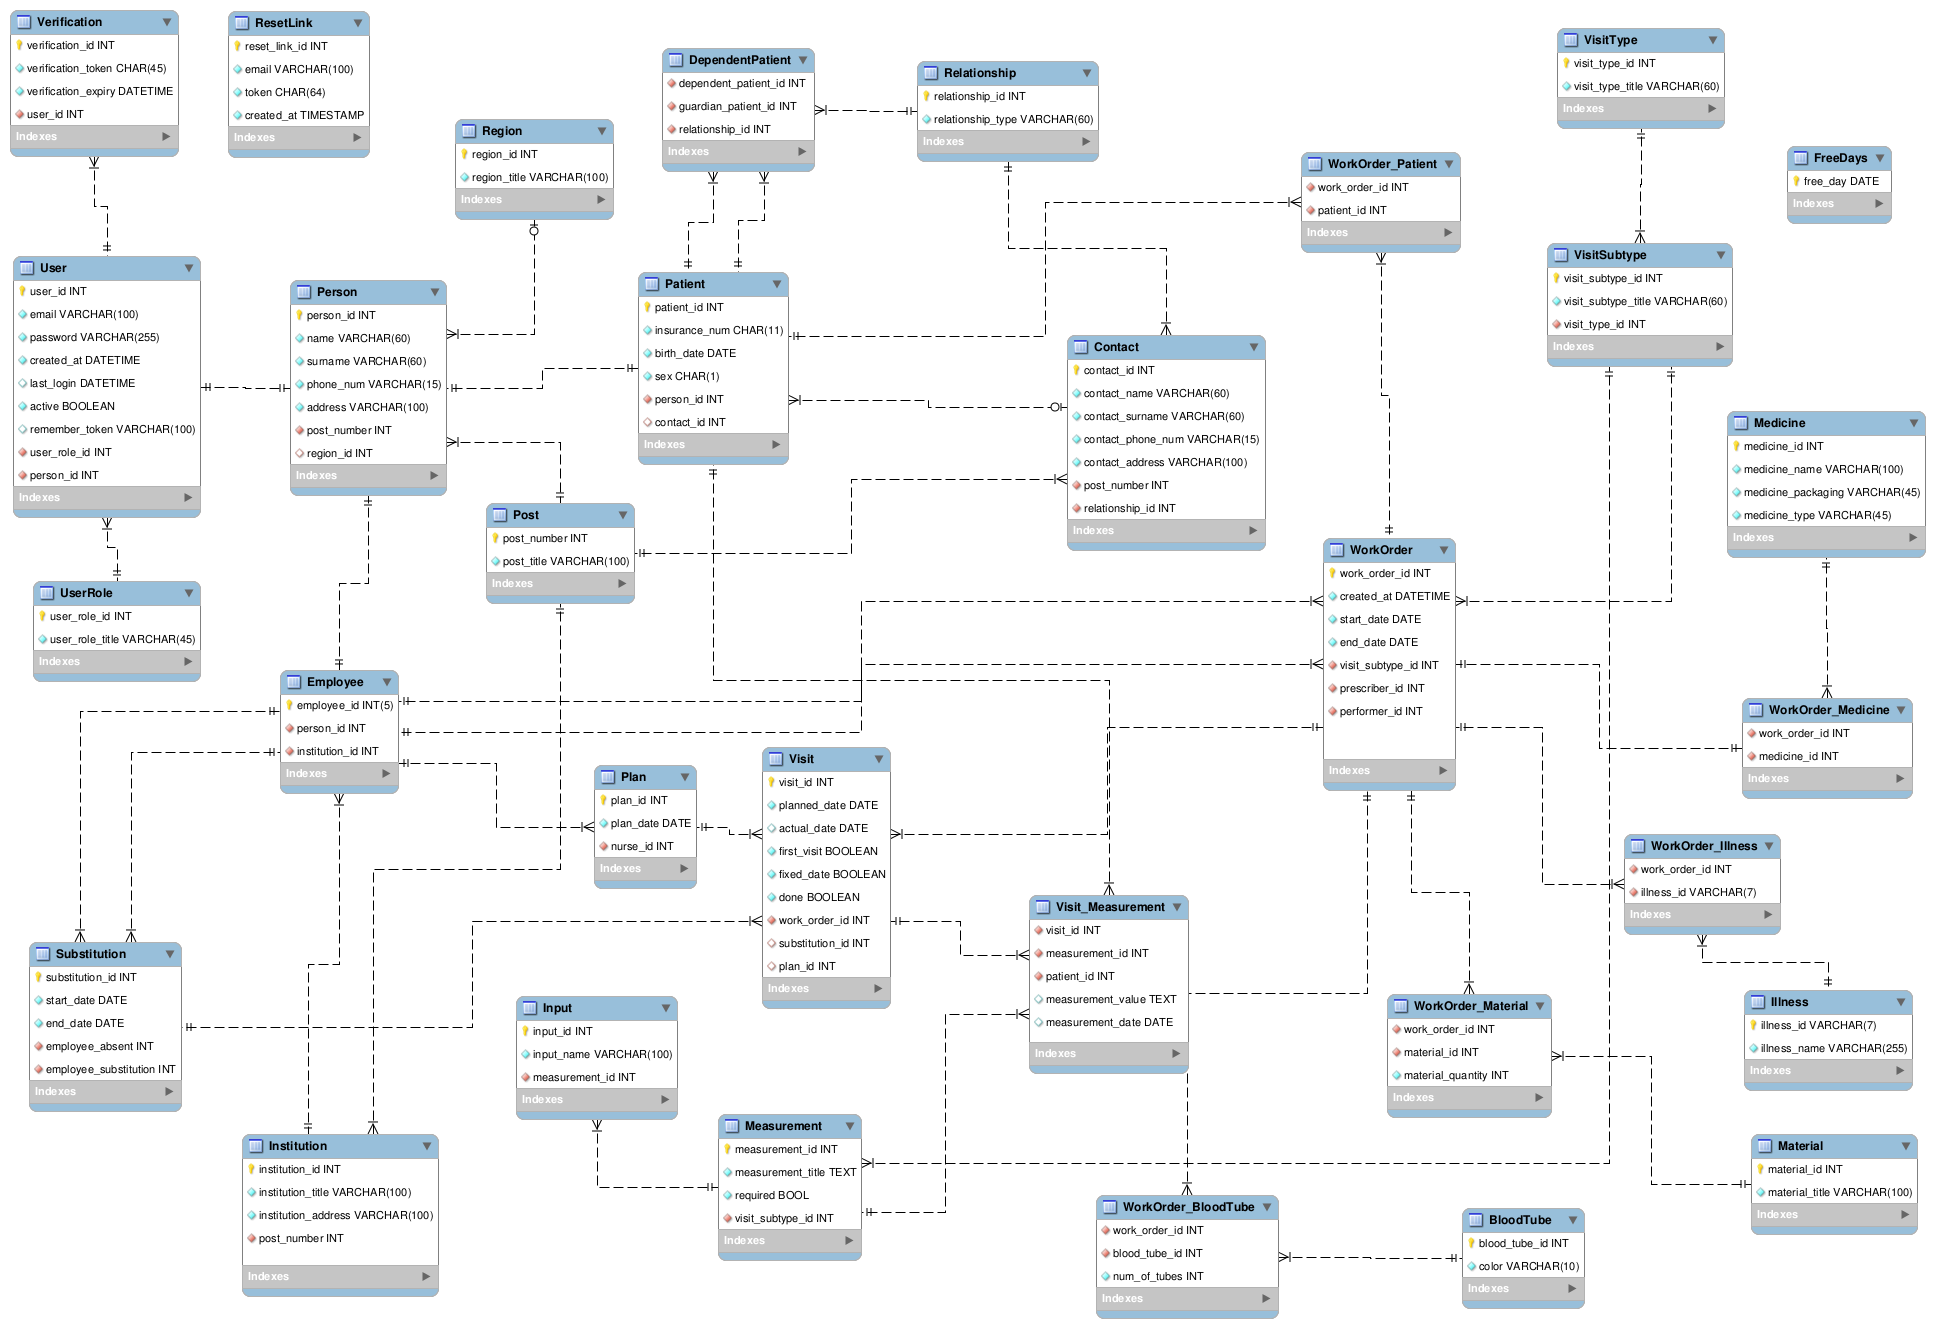 Verification
verification_id INT
verification_token CHAR(45)
verification_expiry DATETIME
user_id INT
Indexes
ResetLink
reset_link_id INT
email VARCHAR(100)
token CHAR(64)
created_at TIMESTAMP
Indexes
Region
region_id INT
region_title VARCHAR(100)
Indexes
DependentPatient
dependent_patient_id INT
guardian_patient_id INT
relationship_id INT
Indexes
Relationship
relationship_id INT
relationship_type VARCHAR(60)
Indexes
WorkOrder_Patient
work_order_id INT
patient_id INT
Indexes
VisitType
visit_type_id INT
visit_type_title VARCHAR(60)
Indexes
FreeDays
free_day DATE
Indexes
User
user_id INT
email VARCHAR(100)
password VARCHAR(255)
created_at DATETIME
last_login DATETIME
active BOOLEAN
remember_token VARCHAR(100)
user_role_id INT
person_id INT
Indexes
Person
person_id INT
name VARCHAR(60)
surname VARCHAR(60)
phone_num VARCHAR(15)
address VARCHAR(100)
post_number INT
region_id INT
Indexes
Patient
patient_id INT
insurance_num CHAR(11)
birth_date DATE
sex CHAR(1)
person_id INT
contact_id INT
Indexes
Contact
contact_id INT
contact_name VARCHAR(60)
contact_surname VARCHAR(60)
contact_phone_num VARCHAR(15)
contact_address VARCHAR(100)
post_number INT
relationship_id INT
Indexes
VisitSubtype
visit_subtype_id INT
visit_subtype_title VARCHAR(60)
visit_type_id INT
Indexes
Medicine
medicine_id INT
medicine_name VARCHAR(100)
medicine_packaging VARCHAR(45)
medicine_type VARCHAR(45)
Indexes
Post
post_number INT
post_title VARCHAR(100)
Indexes
UserRole
user_role_id INT
user_role_title VARCHAR(45)
Indexes
WorkOrder
work_order_id INT
created_at DATETIME
start_date DATE
end_date DATE
visit_subtype_id INT
prescriber_id INT
performer_id INT
Indexes
Employee
employee_id INT(5)
person_id INT
institution_id INT
Indexes
WorkOrder_Medicine
work_order_id INT
medicine_id INT
Indexes
Plan
plan_id INT
plan_date DATE
nurse_id INT
Indexes
Visit
visit_id INT
planned_date DATE
actual_date DATE
first_visit BOOLEAN
fixed_date BOOLEAN
done BOOLEAN
work_order_id INT
substitution_id INT
plan_id INT
Indexes
WorkOrder_Illness
work_order_id INT
illness_id VARCHAR(7)
Indexes
Visit_Measurement
visit_id INT
measurement_id INT
patient_id INT
measurement_value TEXT
measurement_date DATE
Indexes
Substitution
substitution_id INT
start_date DATE
end_date DATE
employee_absent INT
employee_substitution INT
Indexes
Input
input_id INT
input_name VARCHAR(100)
measurement_id INT
Indexes
WorkOrder_Material
work_order_id INT
material_id INT
material_quantity INT
Indexes
Illness
illness_id VARCHAR(7)
illness_name VARCHAR(255)
Indexes
Institution
institution_id INT
institution_title VARCHAR(100)
institution_address VARCHAR(100)
post_number INT
Indexes
Measurement
measurement_id INT
measurement_title TEXT
required BOOL
visit_subtype_id INT
Indexes
WorkOrder_BloodTube
work_order_id INT
blood_tube_id INT
num_of_tubes INT
Indexes
BloodTube
blood_tube_id INT
color VARCHAR(10)
Indexes
Material
material_id INT
material_title VARCHAR(100)
Indexes